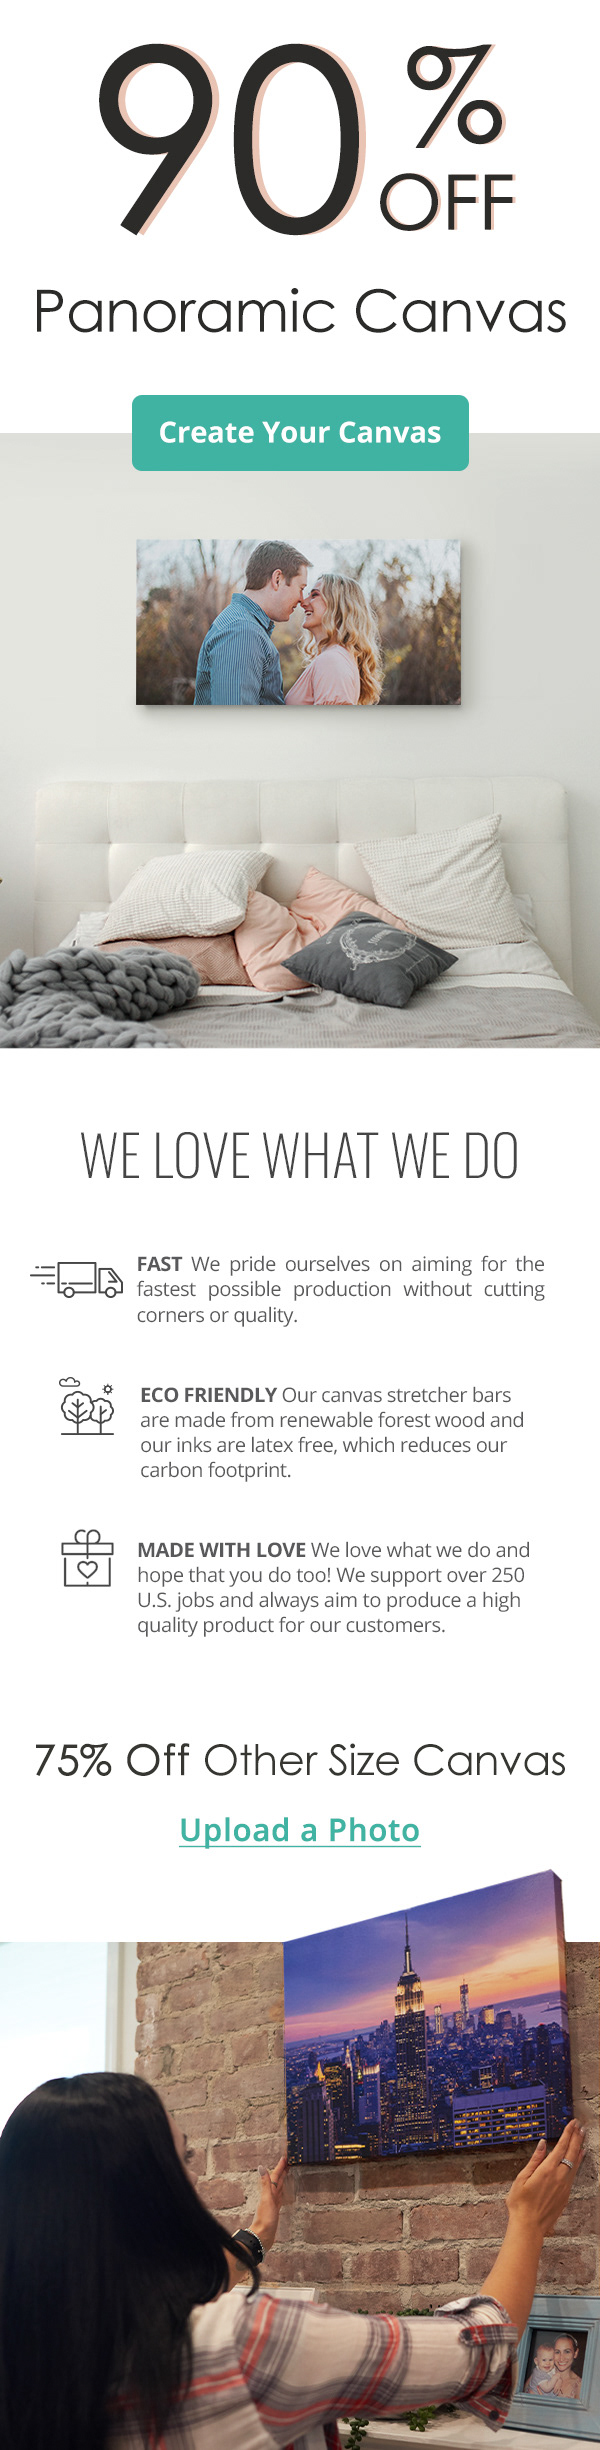 90% OFF
Panoramic Canvas
Create Your Canvas
WE LOVE WHAT WE DO
FAST We pride ourselves on aiming for the
fastest possible production without cutting
corners or quality.
ECO FRIENDLY Our canvas stretcher bars
are made from renewable forest wood and
our inks are latex free, which reduces our
carbon footprint.
MADE WITH LOVE We love what we do and
hope that you do too! We support over 250
U.S. jobs and always aim to produce a high
quality product for our customers.
75% Off Other Size Canvas
Upload a Photo